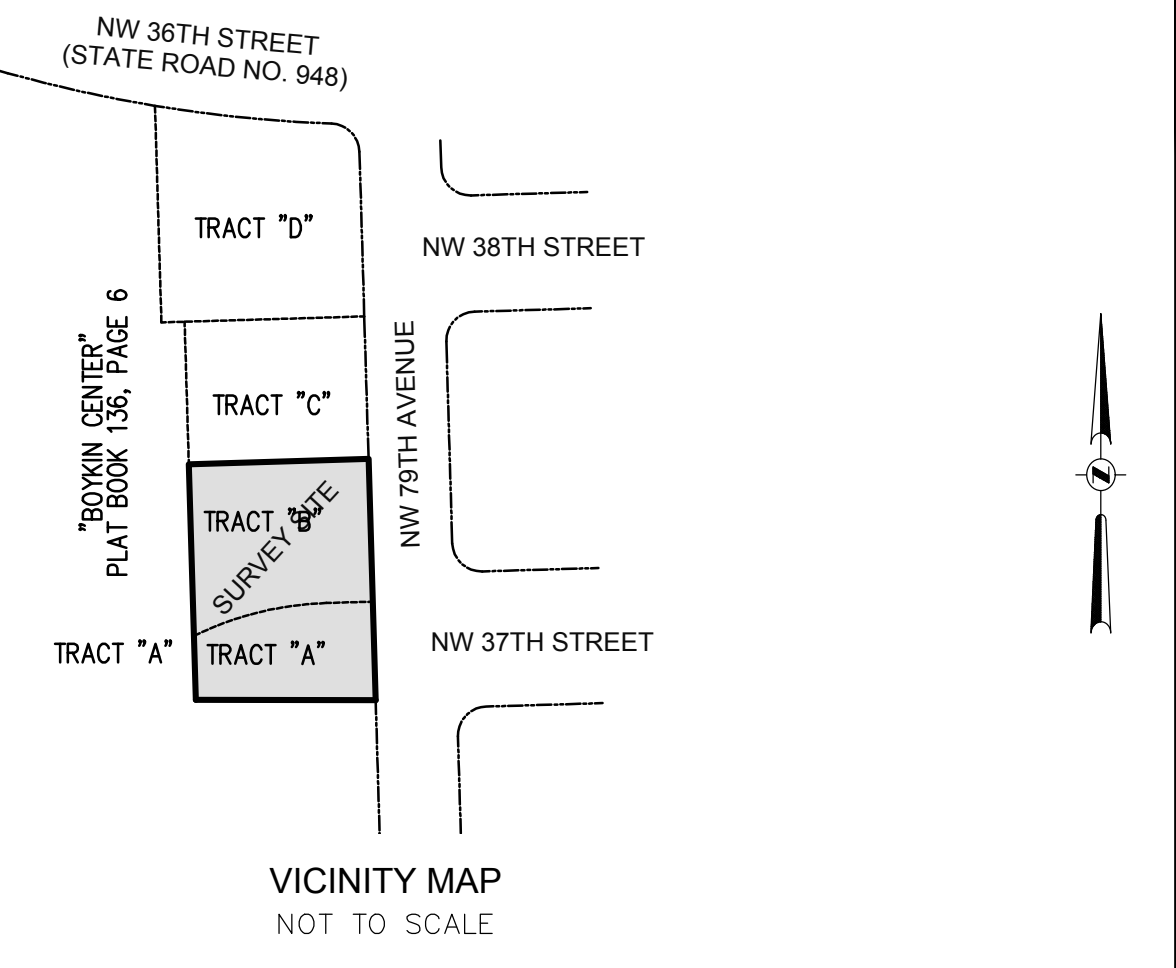 NW 36TH STREET
(STATE ROAD NO. 948)
TRACT "D"
NW 38TH STREET
"BOYKIN CENTER"
PLAT BOOK 136, PAGE 6
TRACT "C"
NW 79TH AVENUE
TRACT "B"
SURVEY SITE
TRACT "A"
TRACT "A"
NW 37TH STREET
N
VICINITY MAP
NOT TO SCALE